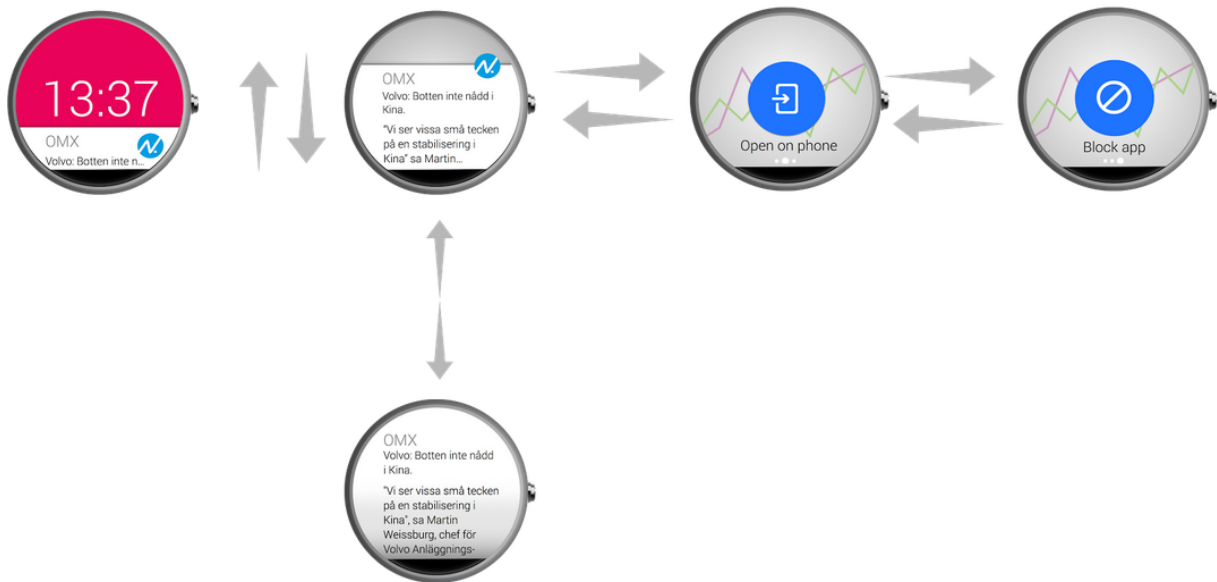 13:37
OMX
Volvo: Botten inte n...
OMX
Volvo: Botten inte nådd i
Kina.
"Vi ser vissa små tecken
på en stabilisering i
Kina" sa Martin...
Open on phone
Block app
OMX
Volvo: Botten inte nådd
i Kina.
"Vi ser vissa små tecken
på en stabilisering i
Kina", sa Martin
Weissburg, chef för
Volvo Anläggnings-